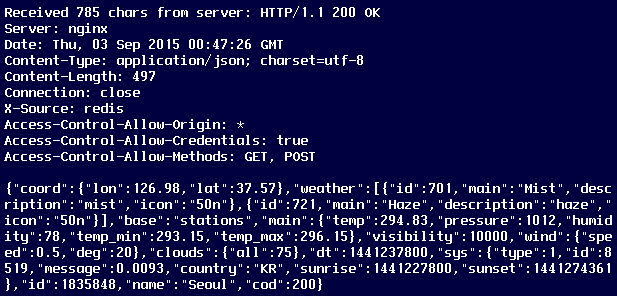 Received 785 chars from server: HTTP/1.1 200 OK
Server: nginx
Date: Thu, 03 Sep 2015 00:47:26 GMT
Content-Type: application/json; charset=utf-8
Content-Length: 497
Connection: close
X-Source: redis
Access-Control-Allow-Origin: *
Access-Control-Allow-Credentials: true
Access-Control-Allow-Methods: GET, POST

{"coord":{"lon":126.98,"lat":37.57},"weather":[{"id":701,"main":"Mist","desc
ription":"mist","icon":"50n"},{"id":721,"main":"Haze","description":"haze","
icon":"50n"}],"base":"stations","main":{"temp":294.83,"pressure":1012,"humid
ity":78,"temp_min":293.15,"temp_max":296.15},"visibility":10000,"wind":{"spe
ed":0.5,"deg":20},"clouds":{"all":75},"dt":1441237800,"sys":{"type":1,"id":8
519,"message":0.0093,"country":"KR","sunrise":1441227800,"sunset":1441274361
},"id":1835848,"name":"Seoul","cod":200}